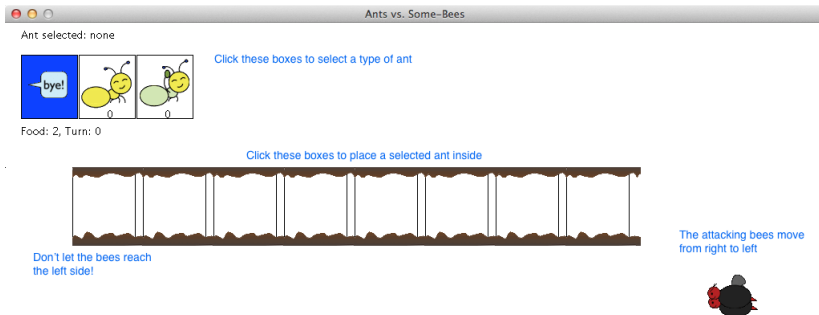 Ants vs. Some-Bees
Ant selected: none
Click these boxes to select a type of ant
bye!
0
0
Food: 2, Turn: 0
Click these boxes to place a selected ant inside
The attacking bees move
from right to left
Don't let the bees reach
the left side!